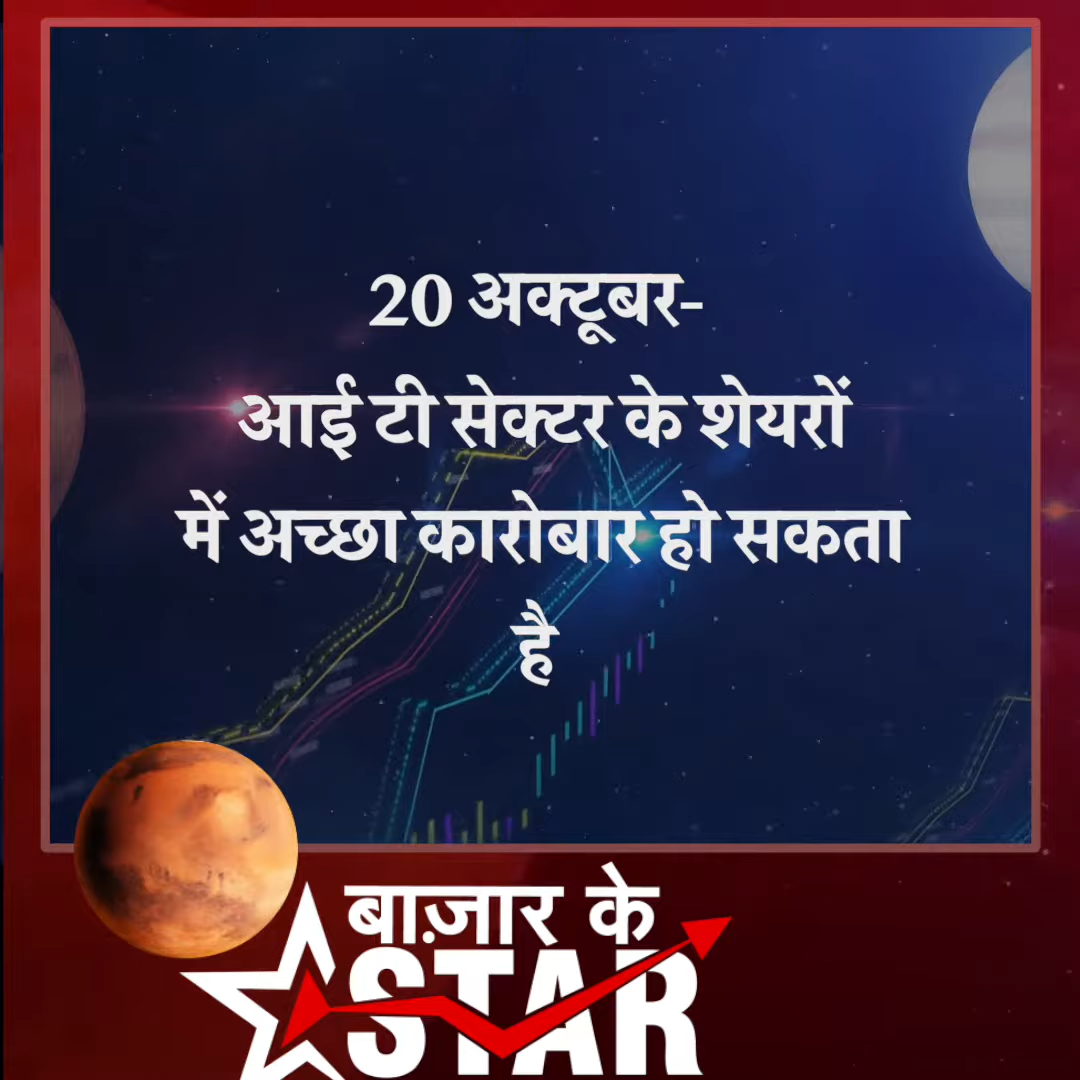 20 अक्टूबर-
आई टी सेक्टर के शेयरों
में अच्छा कारोबार हो सकता
है
बाज़ार के
STAR